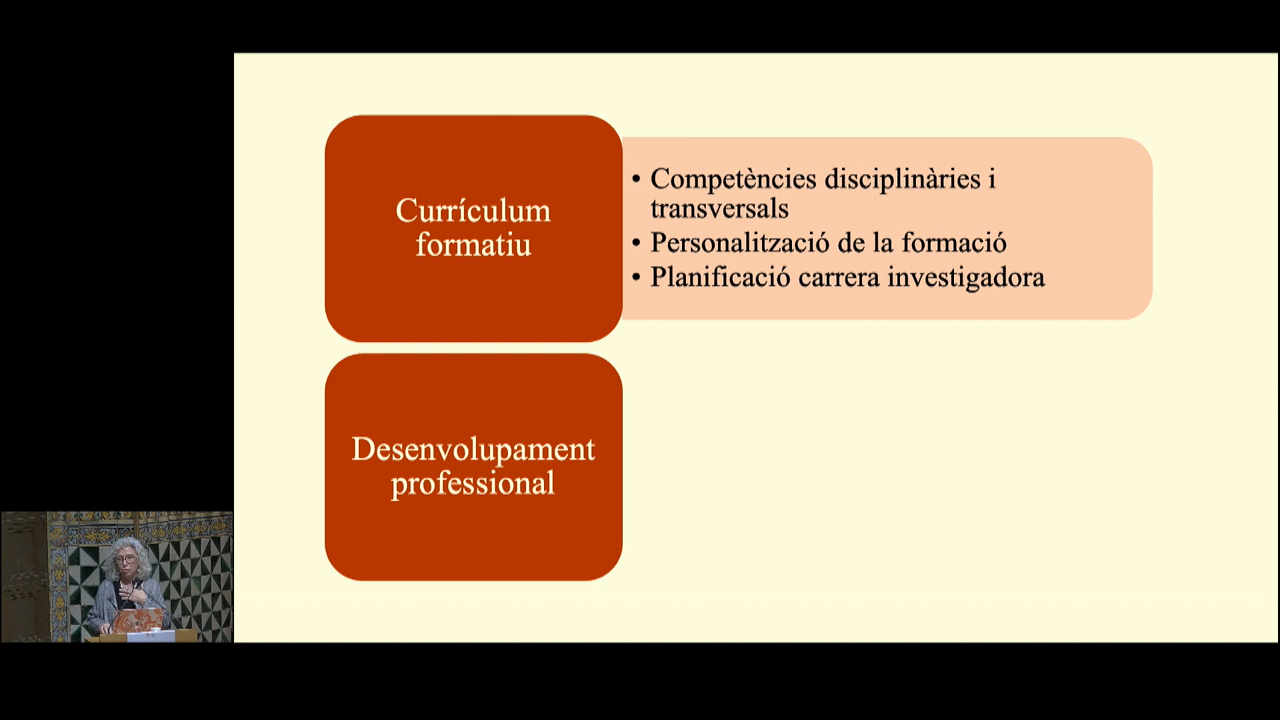 Currículum
formatiu
• Competències disciplinàries i
transversals
• Personalització de la formació
• Planificació carrera investigadora
Desenvolupament
professional